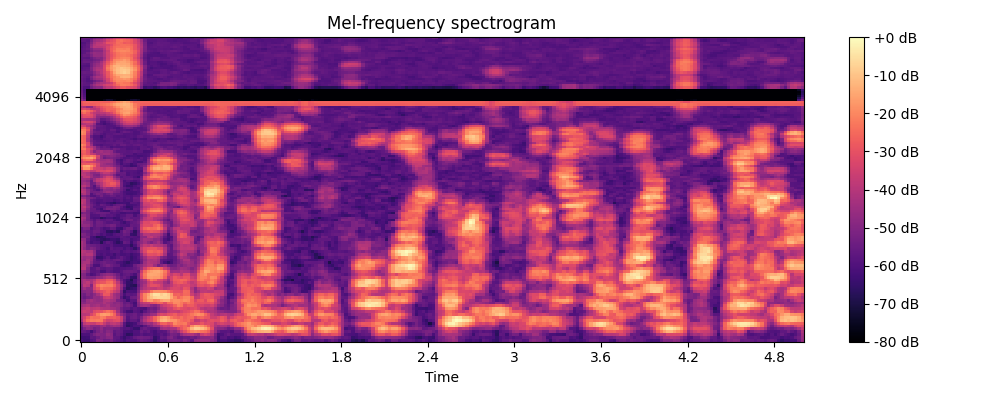 Mel-frequency spectrogram
+0 dB
-10 dB
-20 dB
-30 dB
-40 dB
-50 dB
-60 dB
-70 dB
-80 dB
4096
2048
1024
512
0
Hz
0 0.6 1.2 1.8 2.4 3 3.6 4.2 4.8
Time